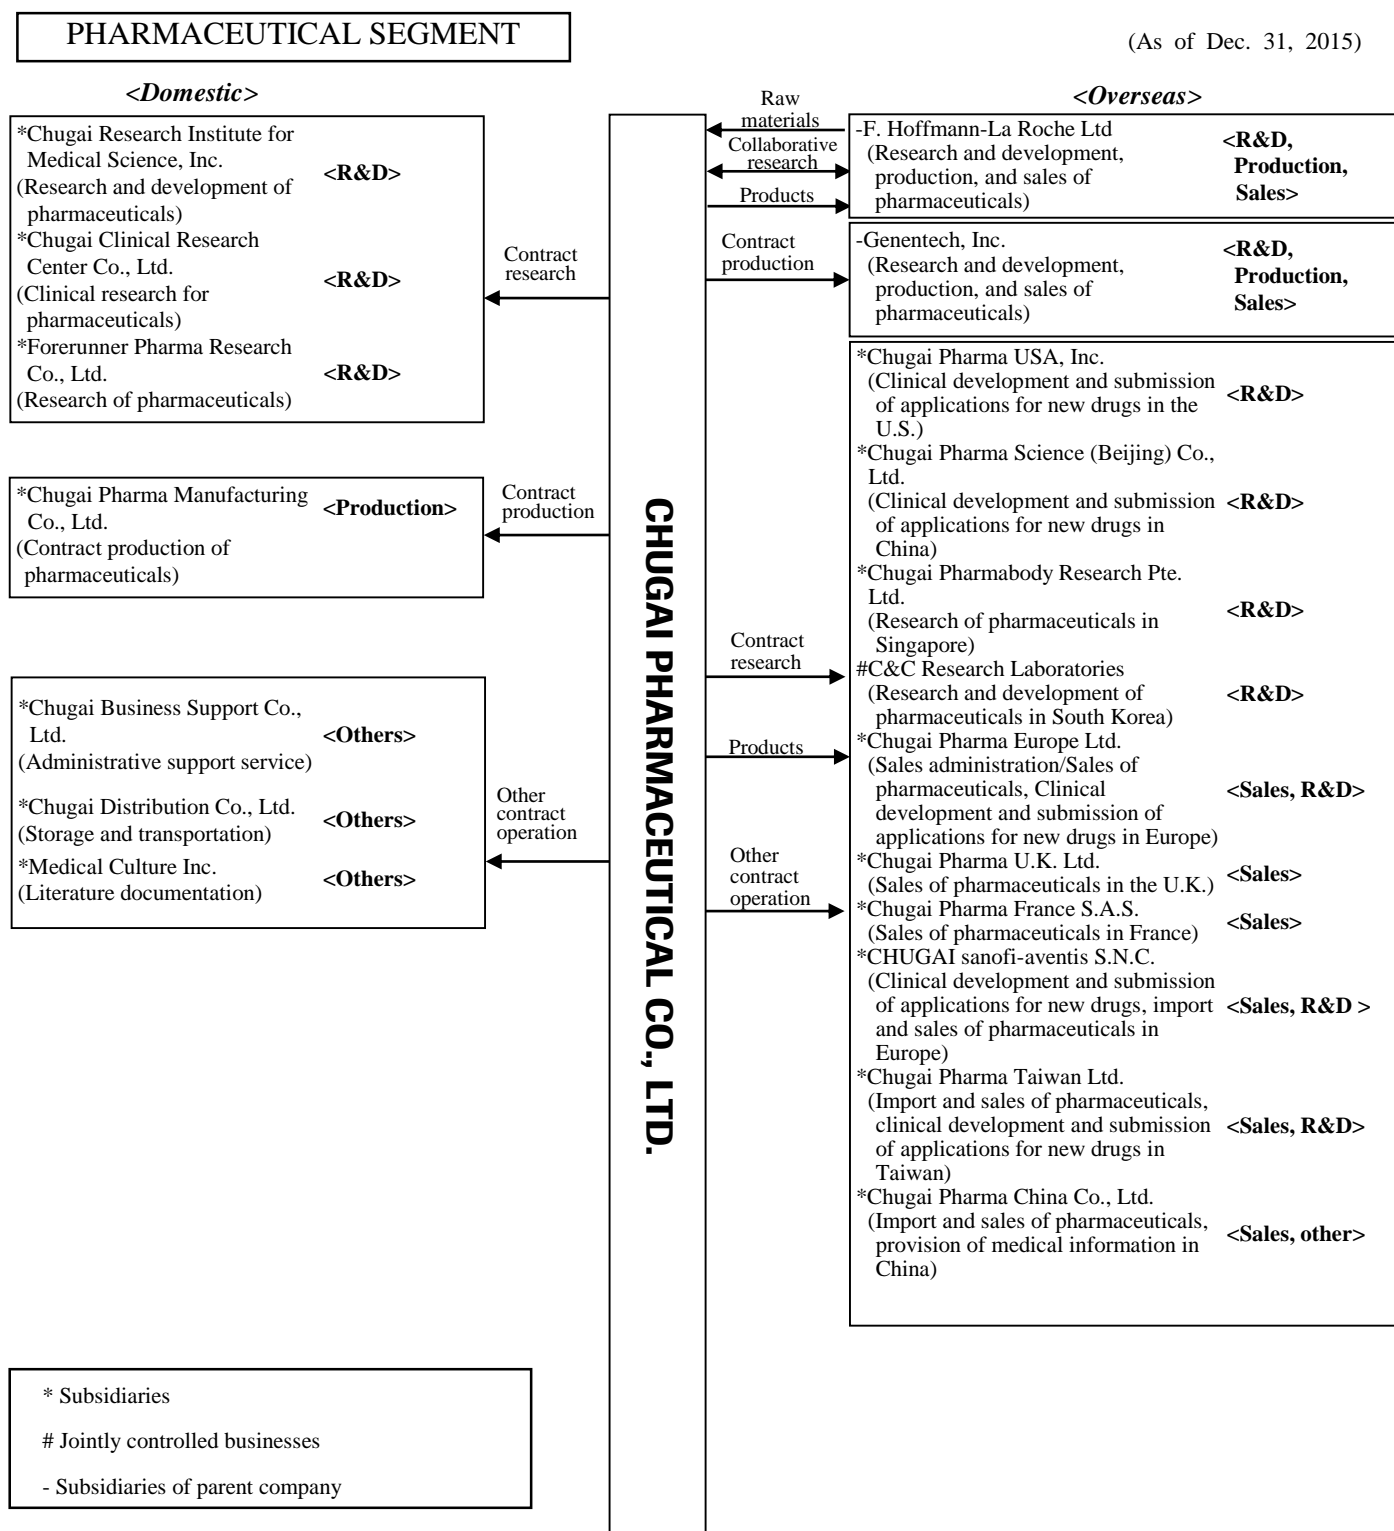 PHARMACEUTICAL SEGMENT
(As of Dec. 31, 2015)
<Domestic>
*Chugai Research Institute for
Medical Science, Inc.
<R&D>
(Research and development of
pharmaceuticals)
*Chugai Clinical Research
Center Co., Ltd.
<R&D>
(Clinical research for
pharmaceuticals)
*Forerunner Pharma Research
Co., Ltd.
<R&D>
(Research of pharmaceuticals)
Contract
research
*Chugai Pharma Manufacturing
Co., Ltd.
<Production>
(Contract production of
pharmaceuticals)
Contract
production
*Chugai Business Support Co.,
Ltd.
<Others>
(Administrative support service)
*Chugai Distribution Co., Ltd.
(Storage and transportation)
<Others>
*Medical Culture Inc.
(Literature documentation)
<Others>
Other
contract
operation
CHUGAI PHARMACEUTICAL CO., LTD.
<Overseas>
Raw
materials
Collaborative
research
Products
-F. Hoffmann-La Roche Ltd
(Research and development,
production, and sales of
pharmaceuticals)
<R&D,
Production,
Sales>
Contract
production
-Genentech, Inc.
(Research and development,
production, and sales of
pharmaceuticals)
<R&D,
Production,
Sales>
Contract
research
Products
Other
contract
operation
*Chugai Pharma USA, Inc.
(Clinical development and submission
of applications for new drugs in the
U.S.)
<R&D>
*Chugai Pharma Science (Beijing) Co.,
Ltd.
(Clinical development and submission
of applications for new drugs in
China)
<R&D>
*Chugai Pharmabody Research Pte.
Ltd.
(Research of pharmaceuticals in
Singapore)
<R&D>
#C&C Research Laboratories
(Research and development of
pharmaceuticals in South Korea)
<R&D>
*Chugai Pharma Europe Ltd.
(Sales administration/Sales of
pharmaceuticals, Clinical
development and submission of
applications for new drugs in Europe)
<Sales, R&D>
*Chugai Pharma U.K. Ltd.
(Sales of pharmaceuticals in the U.K.)
<Sales>
*Chugai Pharma France S.A.S.
(Sales of pharmaceuticals in France)
<Sales>
*CHUGAI sanofi-aventis S.N.C.
(Clinical development and submission
of applications for new drugs, import
and sales of pharmaceuticals in
Europe)
<Sales, R&D >
*Chugai Pharma Taiwan Ltd.
(Import and sales of pharmaceuticals,
clinical development and submission
of applications for new drugs in
Taiwan)
<Sales, R&D>
*Chugai Pharma China Co., Ltd.
(Import and sales of pharmaceuticals,
provision of medical information in
China)
<Sales, other>
* Subsidiaries
# Jointly controlled businesses
- Subsidiaries of parent company